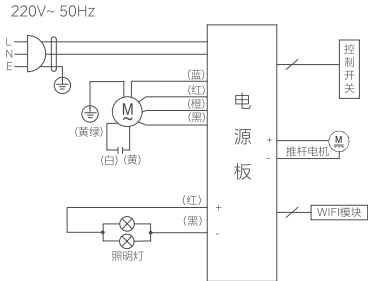 220V~ 50Hz
L
N
E
(蓝)
(红)
(橙)
(黑)
M
~
(黄绿)
(白) (黄)
电源板
控制开关
+
-
M
推杆电机
(红)
+
(黑)
-
照明灯
WIFI模块